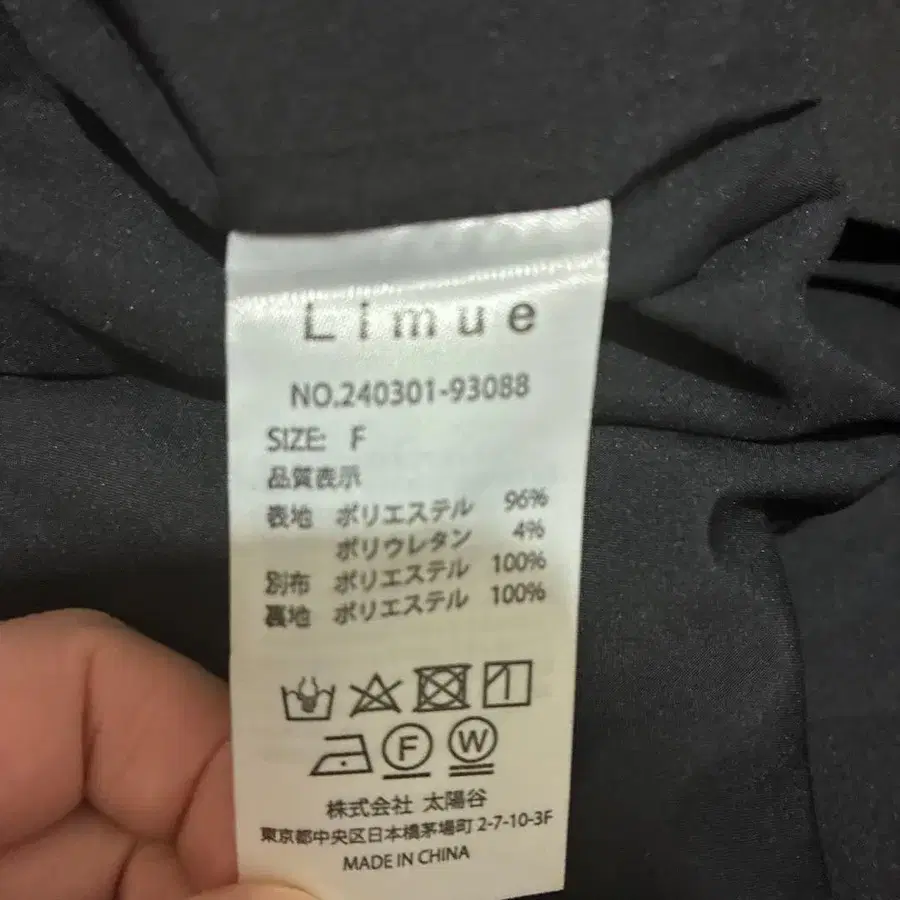 Limue
NO.240301-93088
SIZE: F
品質表示
表地 ポリエステル 96%
ポリウレタン 4%
別布 ポリエステル 100%
裏地 ポリエステル 100%
F W
株式会社 太陽谷
東京都中央区日本橋茅場町 2-7-10-3F
MADE IN CHINA